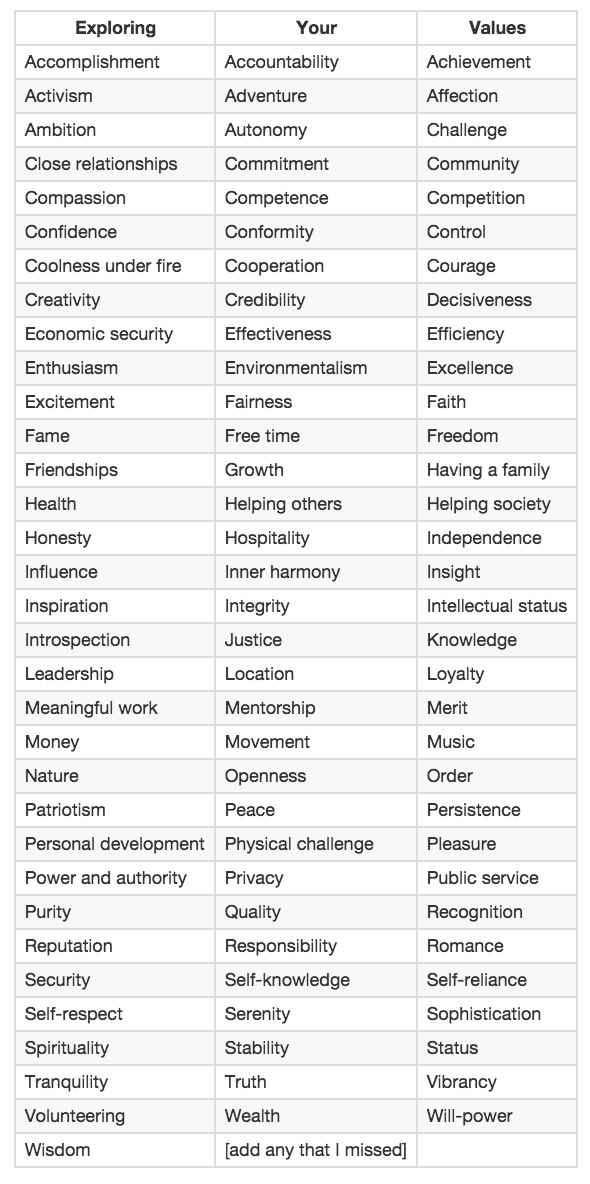 Exploring Your Values
Accomplishment Accountability Achievement
Activism Adventure Affection
Ambition Autonomy Challenge
Close relationships Commitment Community
Compassion Competence Competition
Confidence Conformity Control
Coolness under fire Cooperation Courage
Creativity Credibility Decisiveness
Economic security Effectiveness Efficiency
Enthusiasm Environmentalism Excellence
Excitement Fairness Faith
Fame Free time Freedom
Friendships Growth Having a family
Health Helping others Helping society
Honesty Hospitality Independence
Influence Inner harmony Insight
Inspiration Integrity Intellectual status
Introspection Justice Knowledge
Leadership Location Loyalty
Meaningful work Mentorship Merit
Money Movement Music
Nature Openness Order
Patriotism Peace Persistence
Personal development Physical challenge Pleasure
Power and authority Privacy Public service
Purity Quality Recognition
Reputation Responsibility Romance
Security Self-knowledge Self-reliance
Self-respect Serenity Sophistication
Spirituality Stability Status
Tranquility Truth Vibrancy
Volunteering Wealth Will-power
Wisdom [add any that I missed]